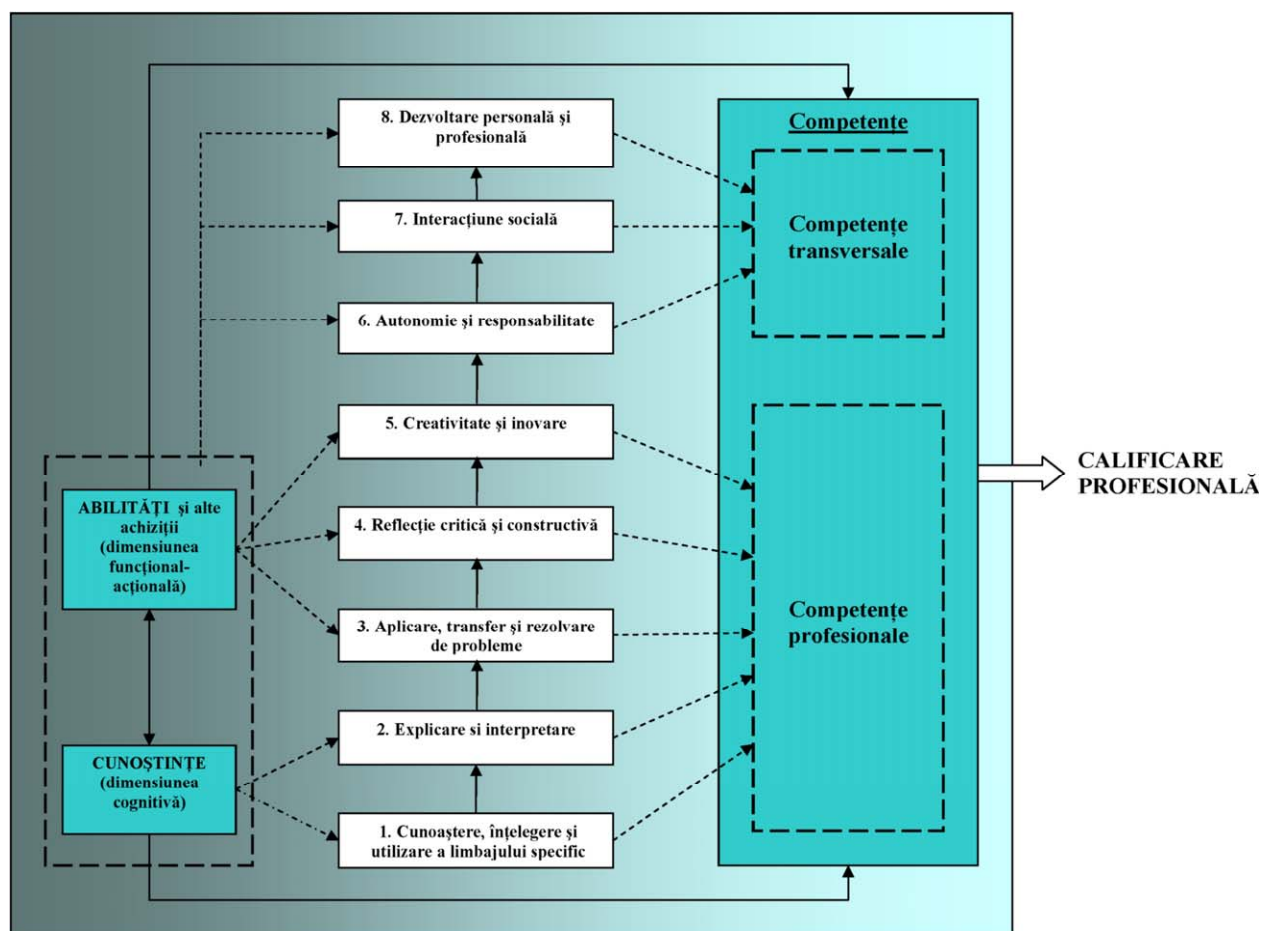 8. Dezvoltare personală şi
profesională
7. Interacţiune socială
6. Autonomie şi responsabilitate
5. Creativitate şi inovare
4. Reflecţie critică şi constructivă
3. Aplicare, transfer şi rezolvare
de probleme
2. Explicare si interpretare
1. Cunoaştere, înţelegere şi
utilizare a limbajului specific
ABILITĂŢI şi alte
achiziţii
(dimensiunea
funcţional-
acţională)
CUNOŞTINŢE
(dimensiunea
cognitivă)
Competenţe
Competenţe
transversale
Competenţe
profesionale
CALIFICARE
PROFESIONALĂ